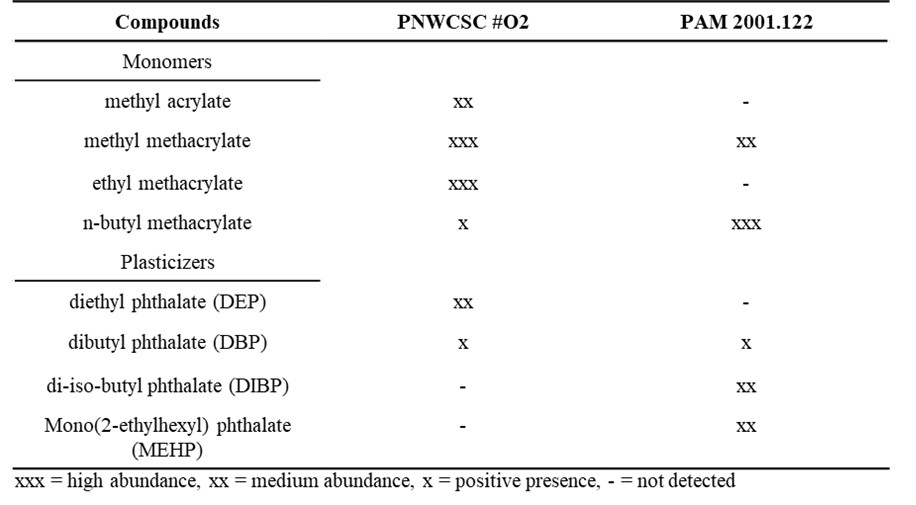 Compounds PNWCSC #O2 PAM 2001.122
Monomers
methyl acrylate xx -
methyl methacrylate xxx xx
ethyl methacrylate xxx -
n-butyl methacrylate x xxx
Plasticizers
diethyl phthalate (DEP) xx -
dibutyl phthalate (DBP) x x
di-iso-butyl phthalate (DIBP) - xx
Mono(2-ethylhexyl) phthalate - xx
(MEHP)
xxx = high abundance, xx = medium abundance, x = positive presence, - = not detected